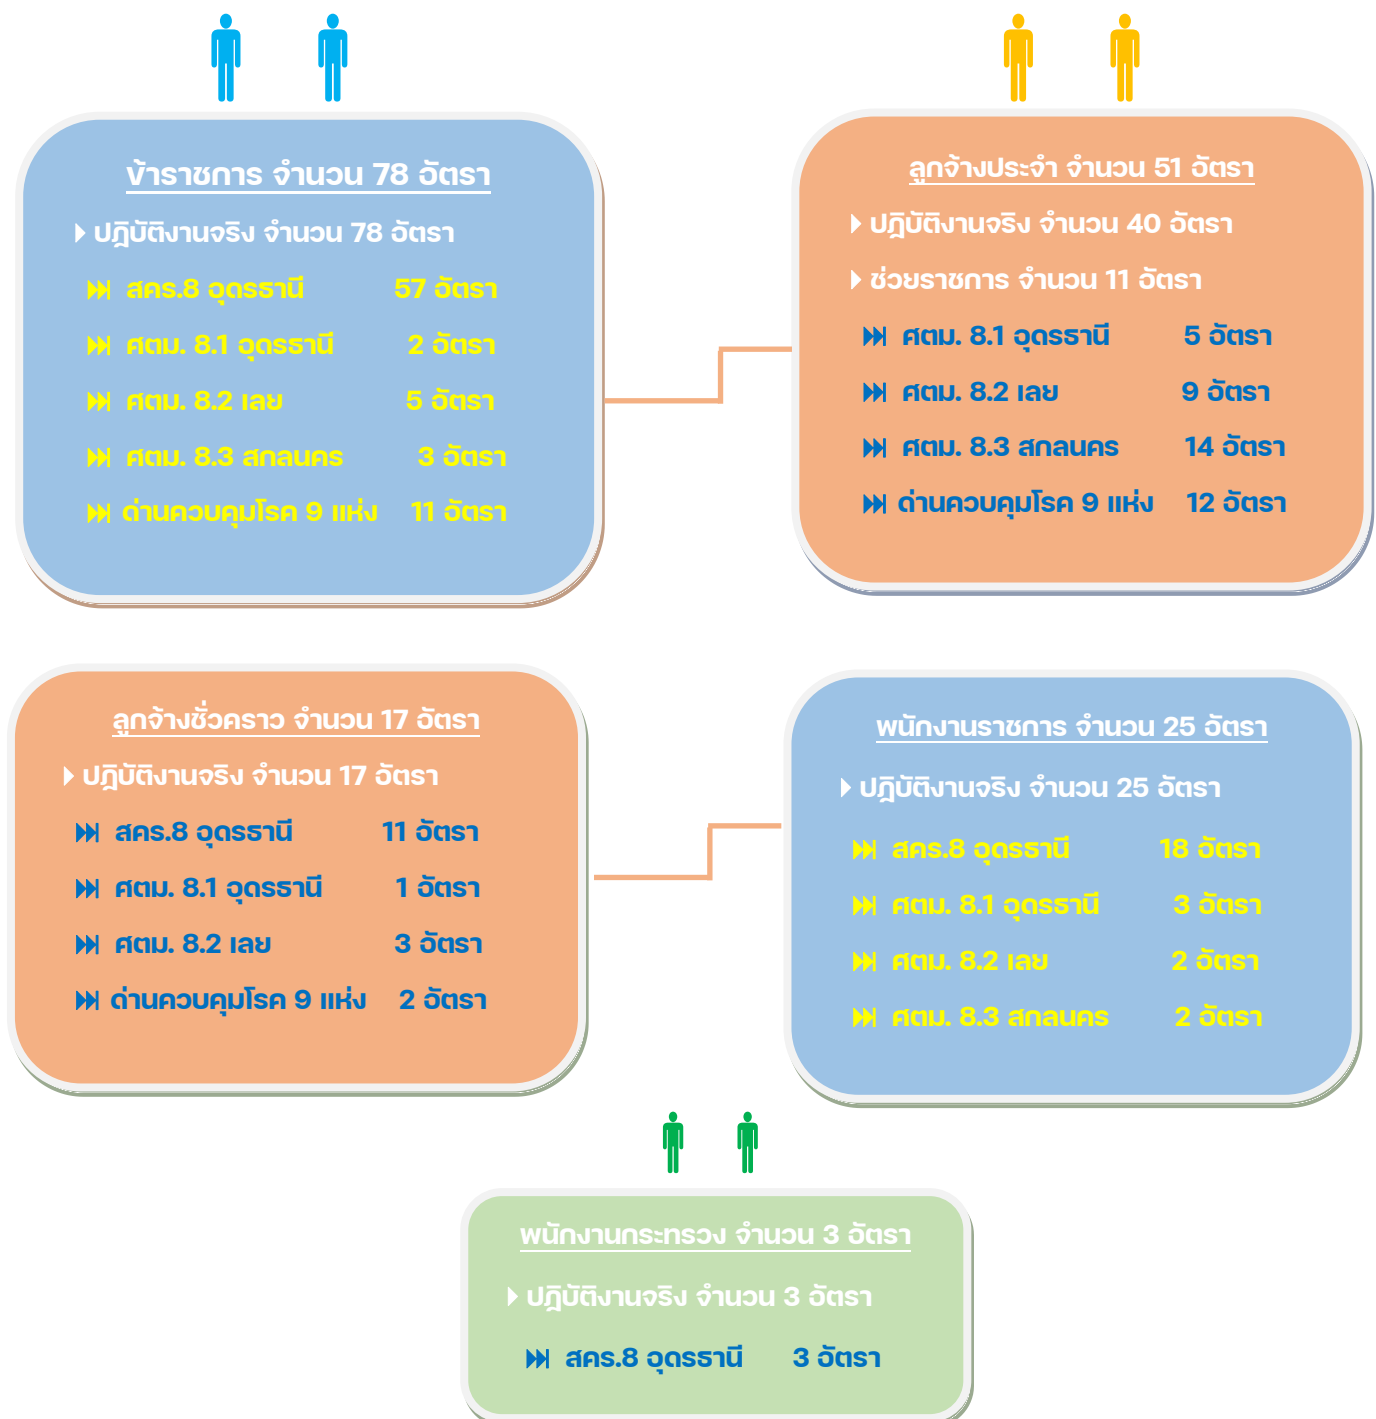 ข้าราชการ จำนวน 78 อัตรา
ปฎิบัติงานจริง จำนวน 78 อัตรา
สคร.8 อุดรธานี 57 อัตรา
ศตม. 8.1 อุดรธานี 2 อัตรา
ศตม. 8.2 เลย 5 อัตรา
ศตม. 8.3 สกลนคร 3 อัตรา
ด่านควบคุมโรค 9 แห่ง 11 อัตรา
ลูกจ้างประจำ จำนวน 51 อัตรา
ปฎิบัติงานจริง จำนวน 40 อัตรา
ช่วยราชการ จำนวน 11 อัตรา
ศตม. 8.1 อุดรธานี 5 อัตรา
ศตม. 8.2 เลย 9 อัตรา
ศตม. 8.3 สกลนคร 14 อัตรา
ด่านควบคุมโรค 9 แห่ง 12 อัตรา
ลูกจ้างชั่วคราว จำนวน 17 อัตรา
ปฎิบัติงานจริง จำนวน 17 อัตรา
สคร.8 อุดรธานี 11 อัตรา
ศตม. 8.1 อุดรธานี 1 อัตรา
ศตม. 8.2 เลย 3 อัตรา
ด่านควบคุมโรค 9 แห่ง 2 อัตรา
พนักงานราชการ จำนวน 25 อัตรา
ปฎิบัติงานจริง จำนวน 25 อัตรา
สคร.8 อุดรธานี 18 อัตรา
ศตม. 8.1 อุดรธานี 3 อัตรา
ศตม. 8.2 เลย 2 อัตรา
ศตม. 8.3 สกลนคร 2 อัตรา
พนักงานกระทรวง จำนวน 3 อัตรา
ปฎิบัติงานจริง จำนวน 3 อัตรา
สคร.8 อุดรธานี 3 อัตรา